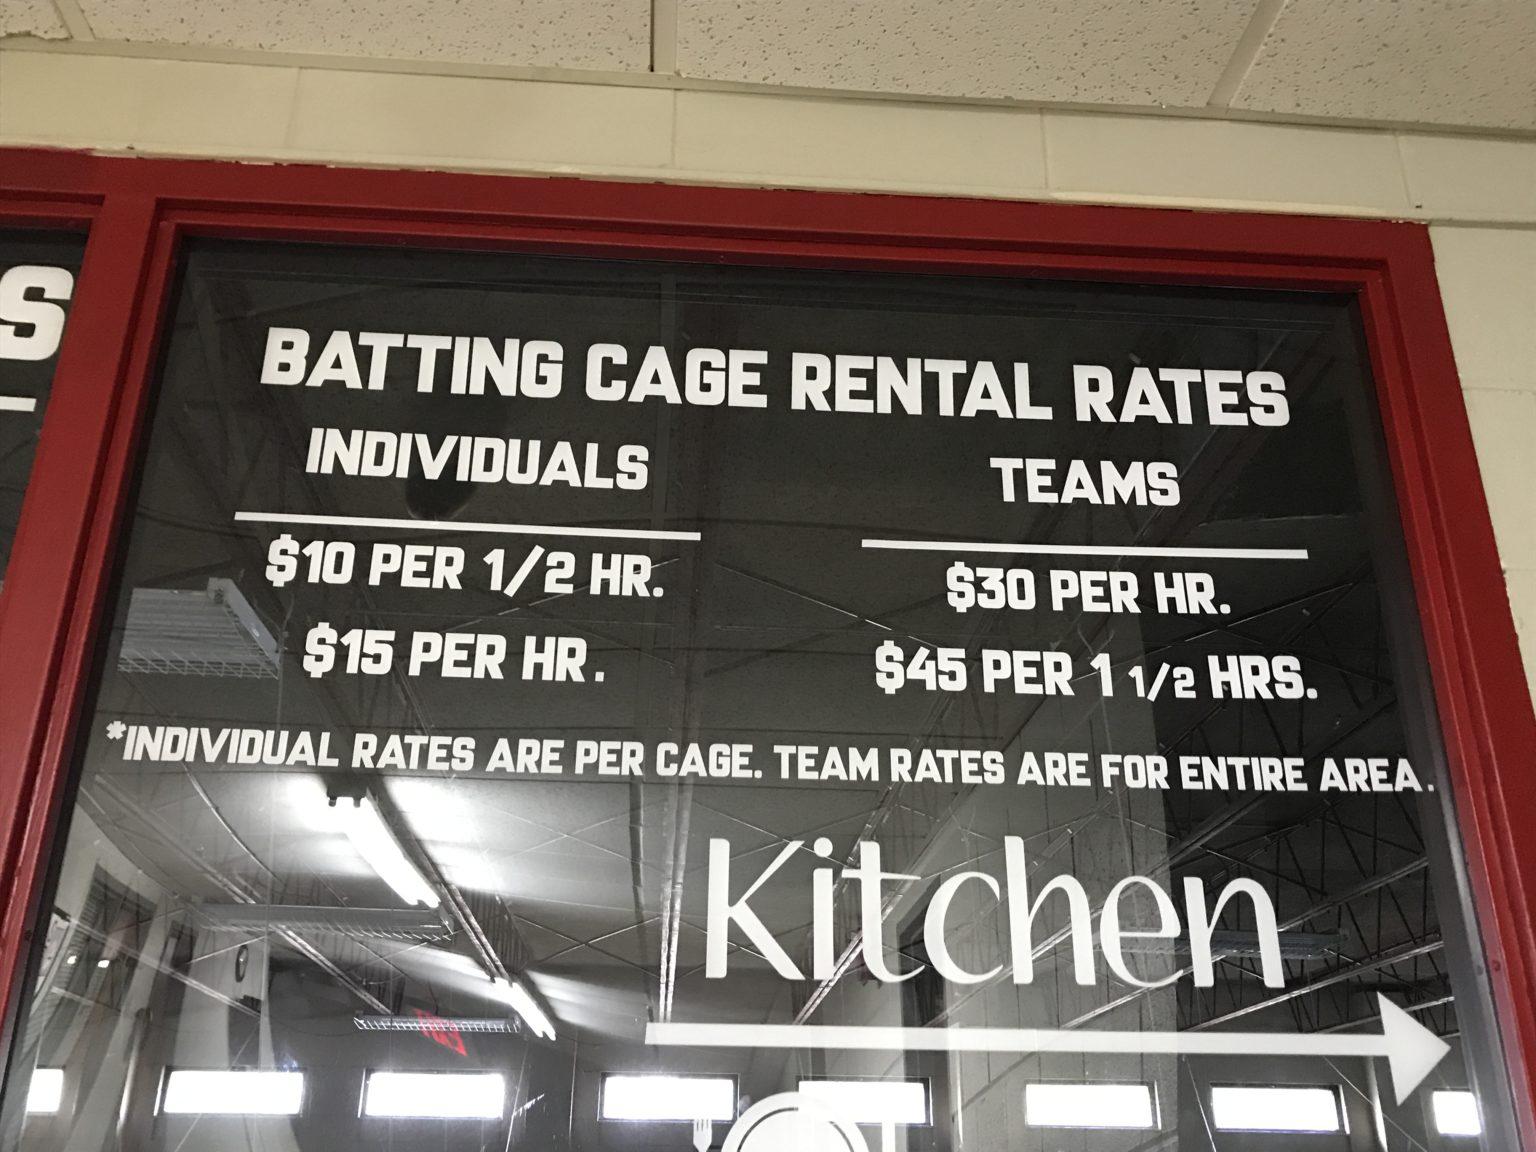 S
BATTING CAGE RENTAL RATES
INDIVIDUALS
$10 PER 1/2 HR.
$15 PER HR.
TEAMS
$30 PER HR.
$45 PER 1 1/2 HRS.
*INDIVIDUAL RATES ARE PER CAGE. TEAM RATES ARE FOR ENTIRE AREA.
Kitchen